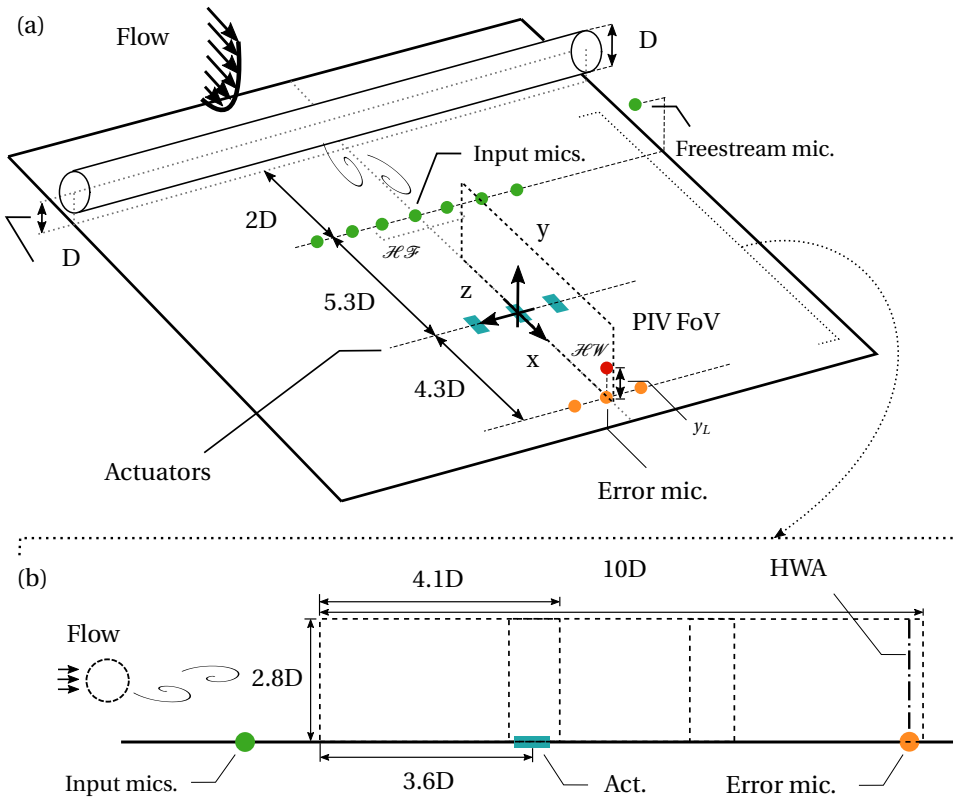 (a)
Flow
D
Input mics.
Freestream mic.
2D
D
ℋℱ
y
5.3D
z
PIV FoV
x
ℋ𝒲
4.3D
y_L
Actuators
Error mic.
(b)
4.1D
10D
HWA
Flow
2.8D
3.6D
Input mics.
Act.
Error mic.